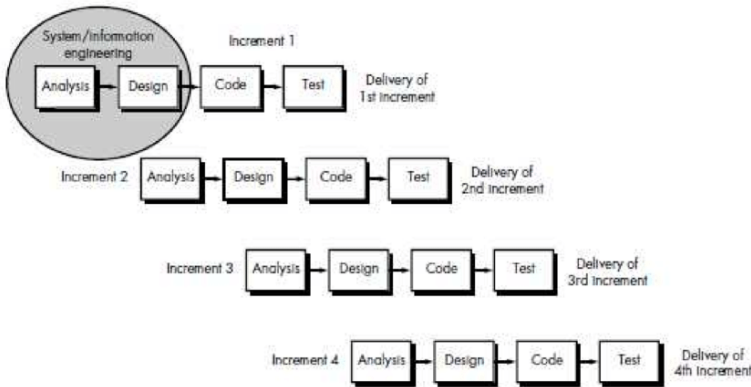 System/information
engineering
Increment 1
Analysis
Design
Code
Test
Delivery of
1st increment
Increment 2
Analysis
Design
Code
Test
Delivery of
2nd increment
Increment 3
Analysis
Design
Code
Test
Delivery of
3rd increment
Increment 4
Analysis
Design
Code
Test
Delivery of
4th increment